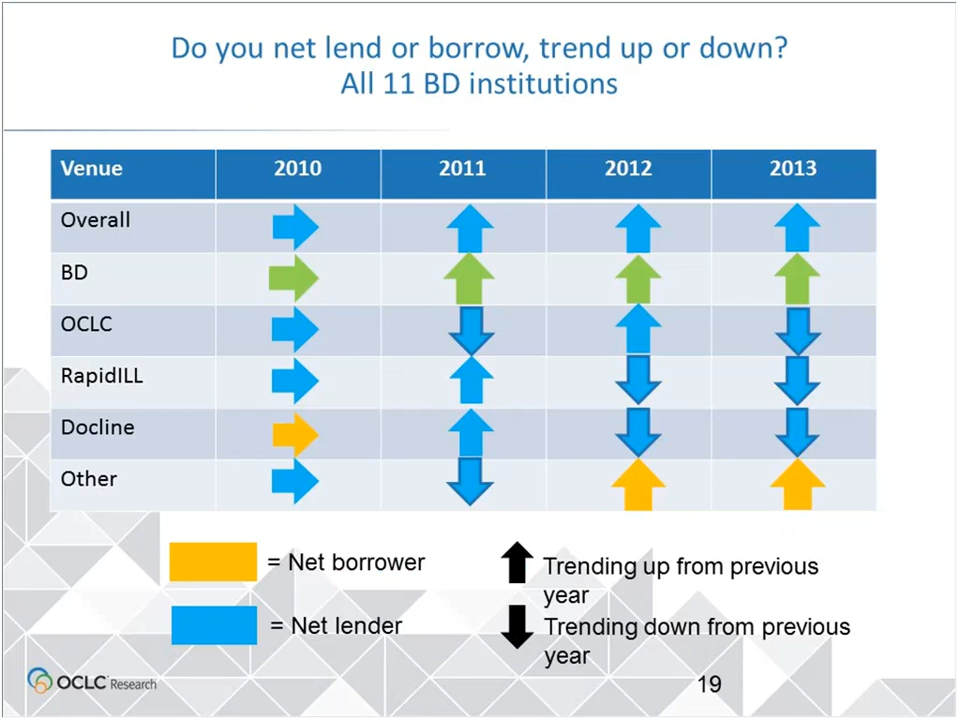 Do you net lend or borrow, trend up or down?
All 11 BD institutions
Venue 2010 2011 2012 2013
Overall
BD
OCLC
RapidILL
Docline
Other
= Net borrower
Trending up from previous
year
= Net lender
Trending down from previous
year
OCLC Research
19